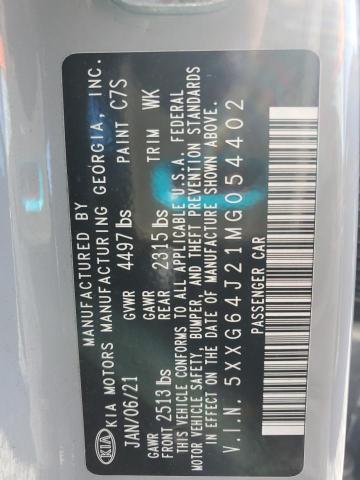 MANUFACTURED BY
KIA KIA MOTORS MANUFACTURING GEORGIA, INC.
JAN/06/21 GVWR 4497 lbs PAINT C7S
GAWR FRONT 2513 lbs GAWR REAR 2315 lbs TRIM WK
THIS VEHICLE CONFORMS TO ALL APPLICABLE U.S.A. FEDERAL
MOTOR VEHICLE SAFETY, BUMPER, AND THEFT PREVENTION STANDARDS
IN EFFECT ON THE DATE OF MANUFACTURE SHOWN ABOVE.
V.I.N. 5XXG64J21MG054402
PASSENGER CAR